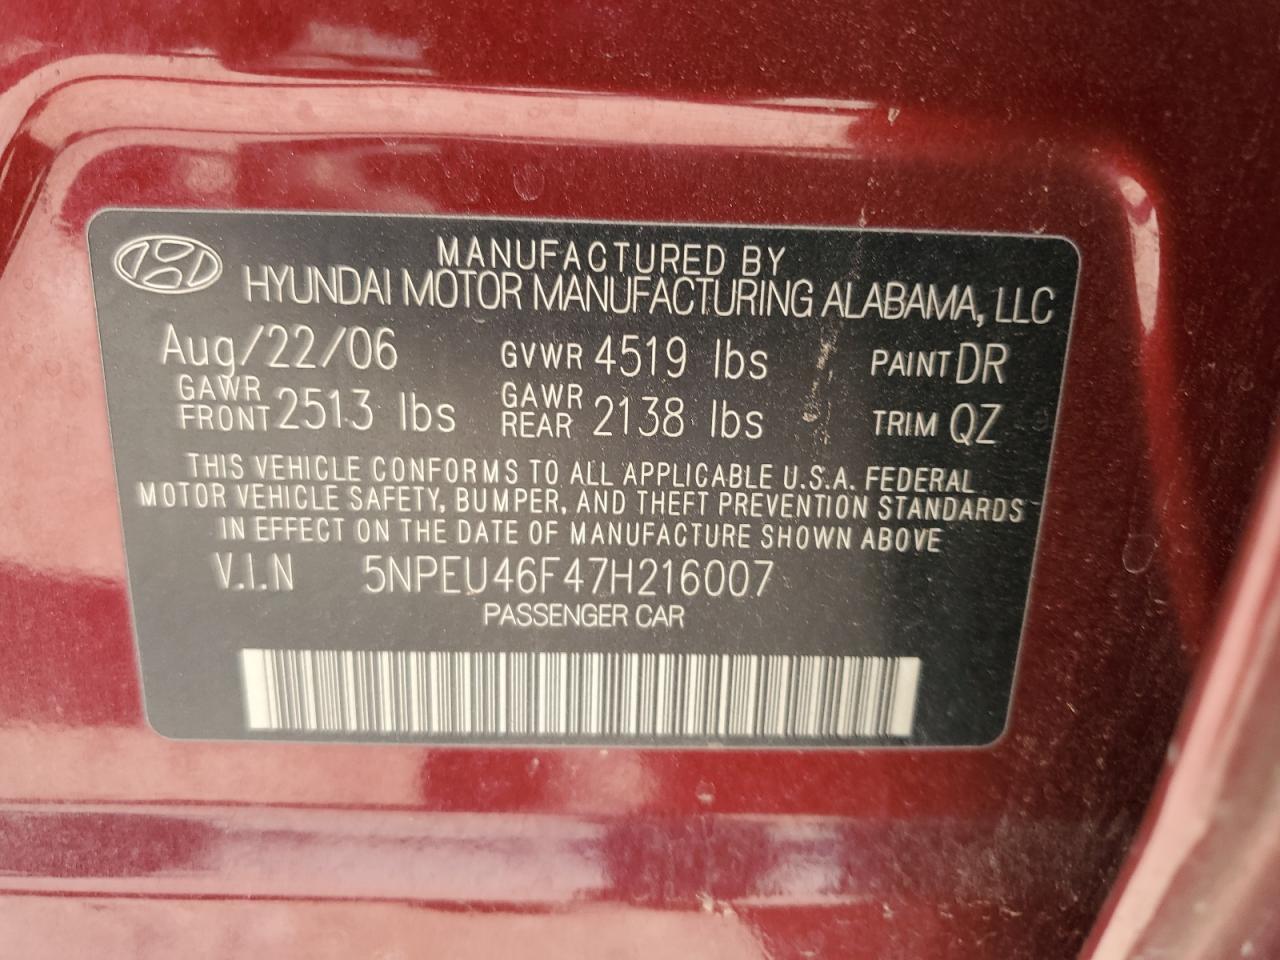 MANUFACTURED BY
HYUNDAI MOTOR MANUFACTURING ALABAMA, LLC
Aug/22/06 GVWR 4519 lbs PAINT DR
GAWR FRONT 2513 lbs GAWR REAR 2138 lbs TRIM QZ
THIS VEHICLE CONFORMS TO ALL APPLICABLE U.S.A. FEDERAL
MOTOR VEHICLE SAFETY, BUMPER, AND THEFT PREVENTION STANDARDS
IN EFFECT ON THE DATE OF MANUFACTURE SHOWN ABOVE
V.I.N 5NPEU46F47H216007
PASSENGER CAR